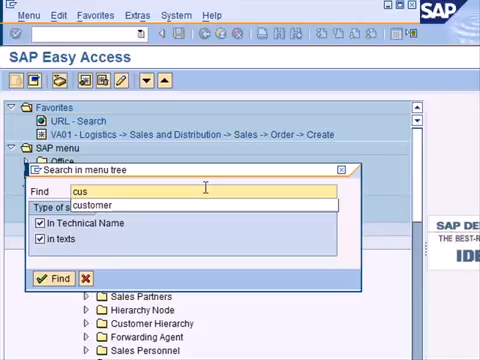 Menu Edit Favorites Extras System Help
SAP
SAP Easy Access
Favorites
URL - Search
VA01 - Logistics -> Sales and Distribution -> Sales -> Order -> Create
SAP menu
Office
Search in menu tree
Find cus
customer
Type of s
In Technical Name
in texts
Find
SAP DE
THE BEST-R
IDE
Sales Partners
Hierarchy Node
Customer Hierarchy
Forwarding Agent
Sales Personnel